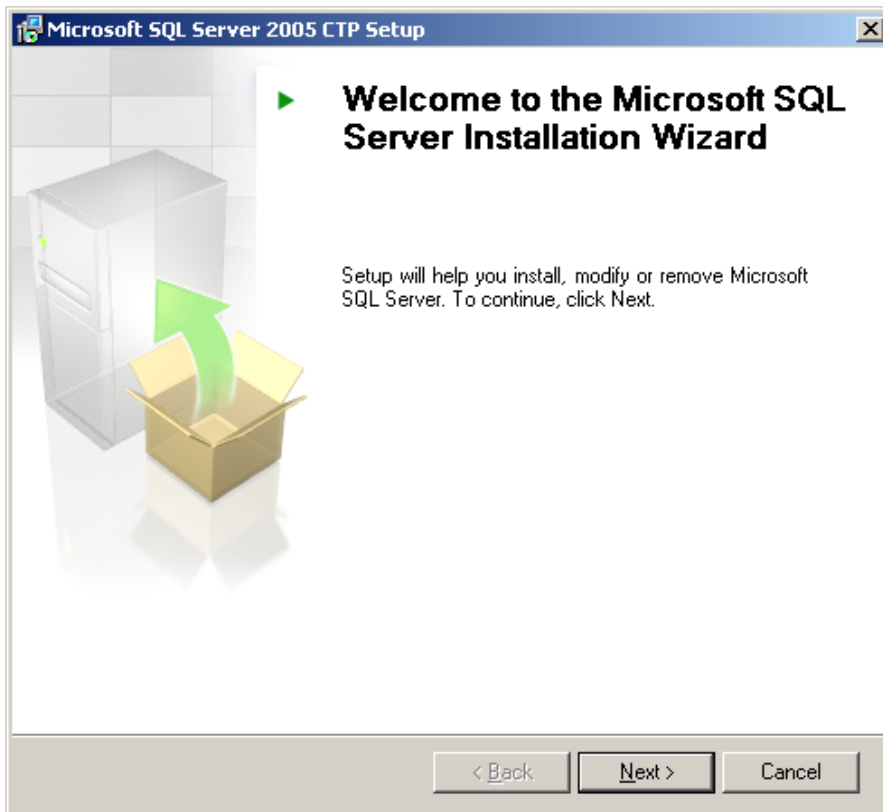 Microsoft SQL Server 2005 CTP Setup
Welcome to the Microsoft SQL
Server Installation Wizard
Setup will help you install, modify or remove Microsoft
SQL Server. To continue, click Next.
< Back
Next >
Cancel